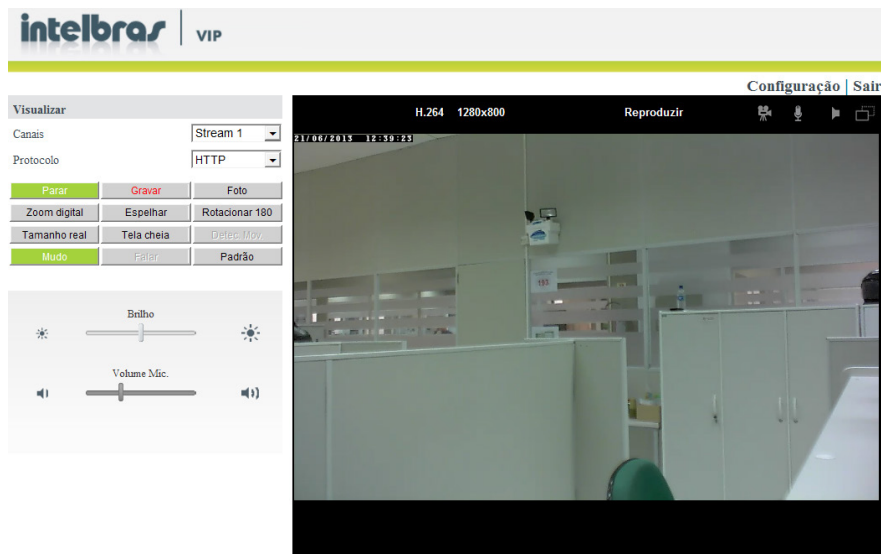 intelbras VIP
Configuração | Sair
Visualizar
Canais Stream 1
Protocolo HTTP
Parar Gravar Foto
Zoom digital Espelhar Rotacionar 180
Tamanho real Tela cheia Detec. Mov.
Mudo Falar Padrão
Brilho
Volume Mic.
H.264 1280x800 Reproduzir
21/06/2013 12:39:23
193